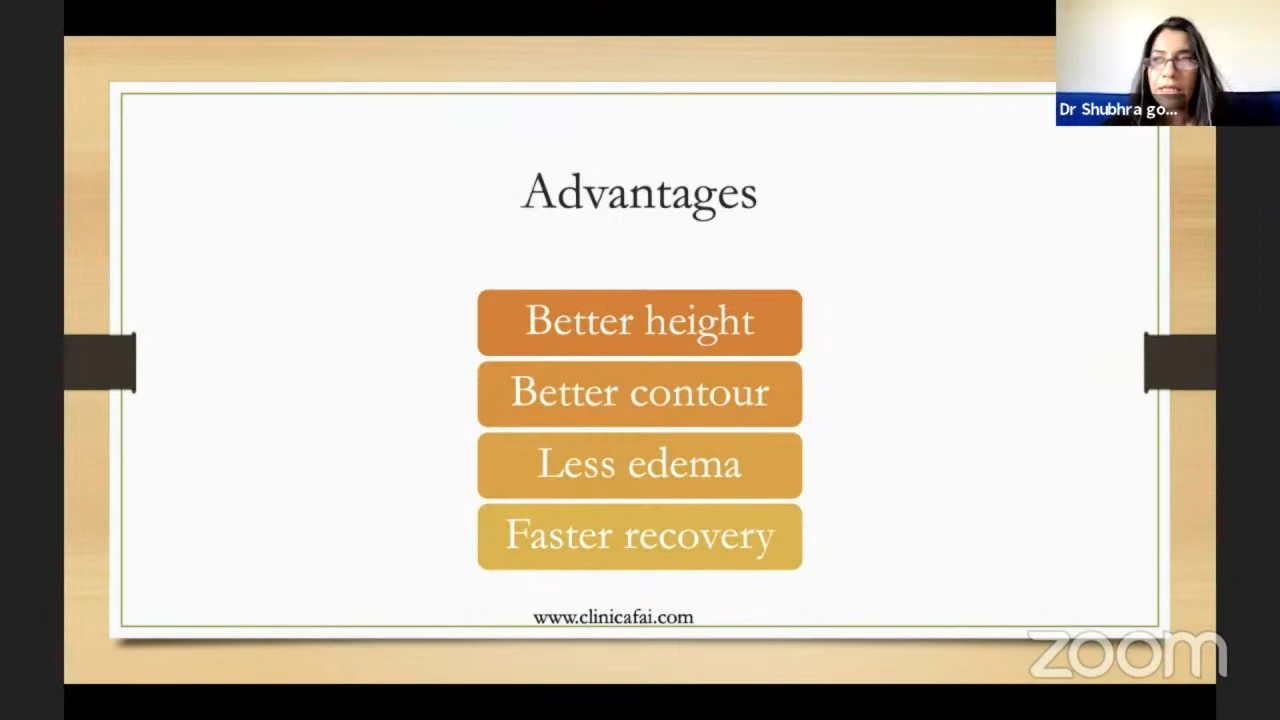 Dr Shubhra go...
Advantages
Better height
Better contour
Less edema
Faster recovery
www.clinicafai.com
zoom